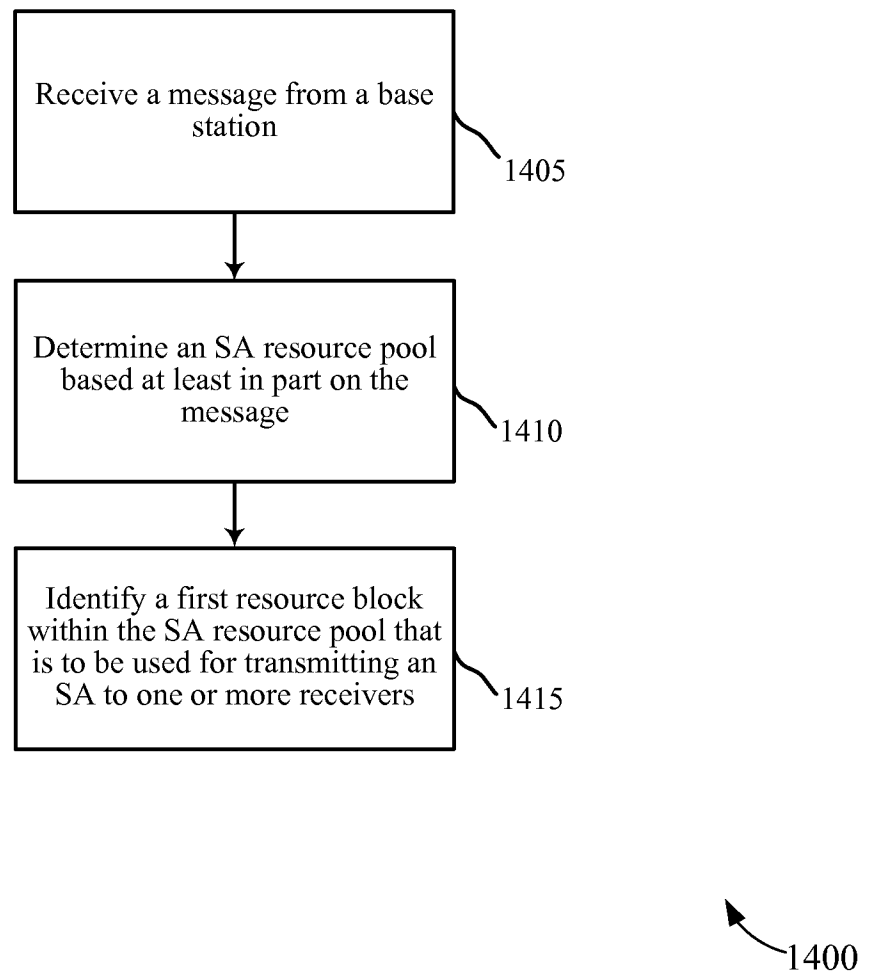 Receive a message from a base
station
1405
Determine an SA resource pool
based at least in part on the
message
1410
Identify a first resource block
within the SA resource pool that
is to be used for transmitting an
SA to one or more receivers
1415
1400